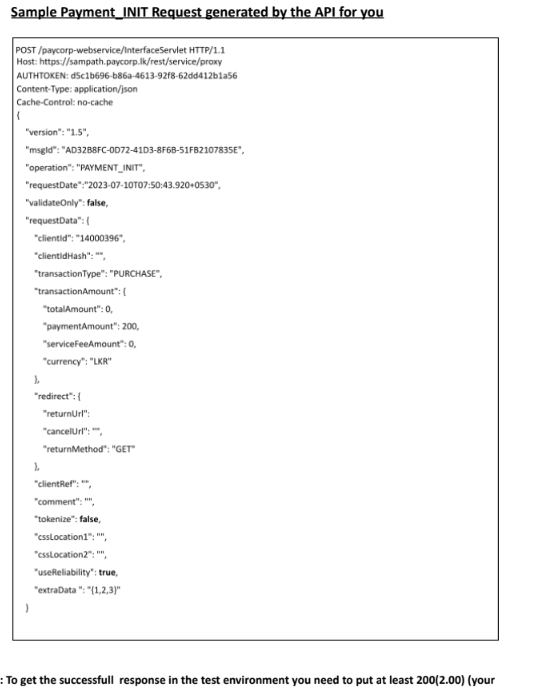 Sample Payment_INIT Request generated by the API for you
POST /paycorp-webservice/InterfaceServlet HTTP/1.1
Host: https://sampath.paycorp.lk/rest/service/proxy
AUTHTOKEN: d5c1b696-b86a-4613-92f8-62dd412b1a56
Content-Type: application/json
Cache-Control: no-cache
{
"version": "1.5",
"msgId": "AD32B8FC-0D72-41D3-8F6B-51FB2107835E",
"operation": "PAYMENT_INIT",
"requestDate":"2023-07-10T07:50:43.920+0530",
"validateOnly": false,
"requestData": {
"clientId": "14000396",
"clientIdHash": "",
"transactionType": "PURCHASE",
"transactionAmount": {
"totalAmount": 0,
"paymentAmount": 200,
"serviceFeeAmount": 0,
"currency": "LKR"
},
"redirect": {
"returnUrl":
"cancelUrl": "",
"returnMethod": "GET"
},
"clientRef": "",
"comment": "",
"tokenize": false,
"cssLocation1": "",
"cssLocation2": "",
"useReliability": true,
"extraData ": "{1,2,3}"
}
: To get the successfull response in the test environment you need to put at least 200(2.00) (your